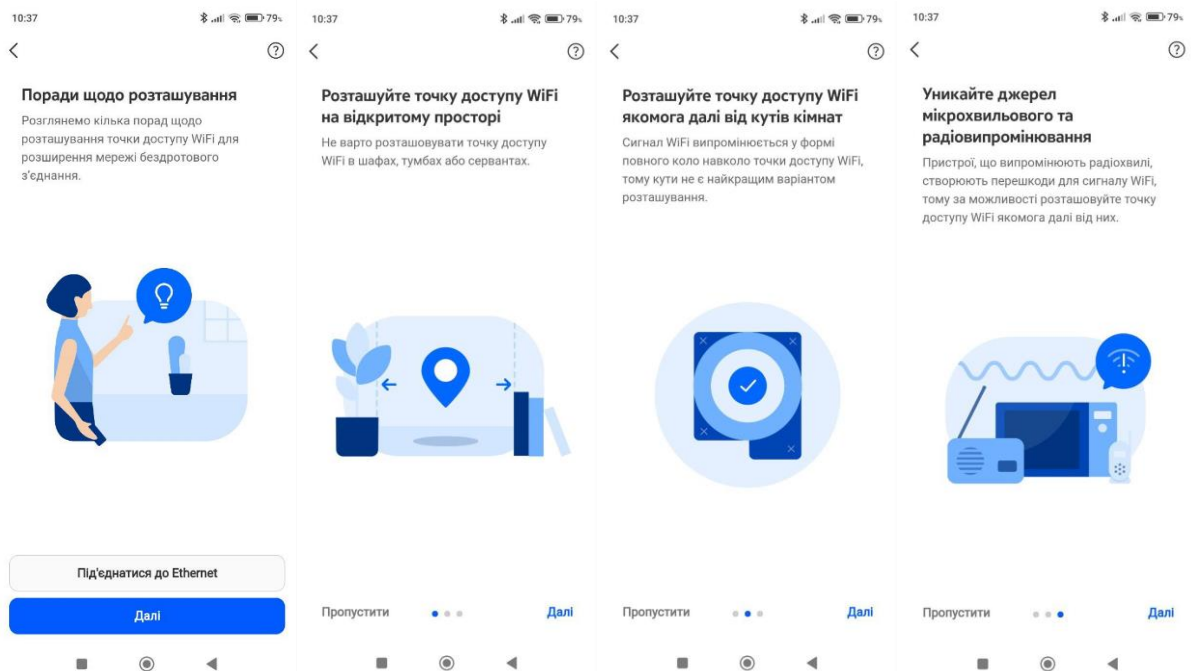 10:37
79%
Поради щодо розташування
Розглянемо кілька порад щодо
розташування точки доступу WiFi для
розширення мережі бездротового
з'єднання.
Під'єднатися до Ethernet
Далі
10:37
79%
Розташуйте точку доступу WiFi
на відкритому просторі
Не варто розташовувати точку доступу
WiFi в шафах, тумбах або сервантах.
Пропустити
Далі
10:37
79%
Розташуйте точку доступу WiFi
якомога далі від кутів кімнат
Сигнал WiFi випромінюється у формі
повного коло навколо точки доступу WiFi,
тому кути не є найкращим варіантом
розташування.
Пропустити
Далі
10:37
79%
Уникайте джерел
мікрохвильового та
радіовипромінювання
Пристрої, що випромінюють радіохвилі,
створюють перешкоди для сигналу WiFi,
тому за можливості розташовуйте точку
доступу WiFi якомога далі від них.
Пропустити
Далі